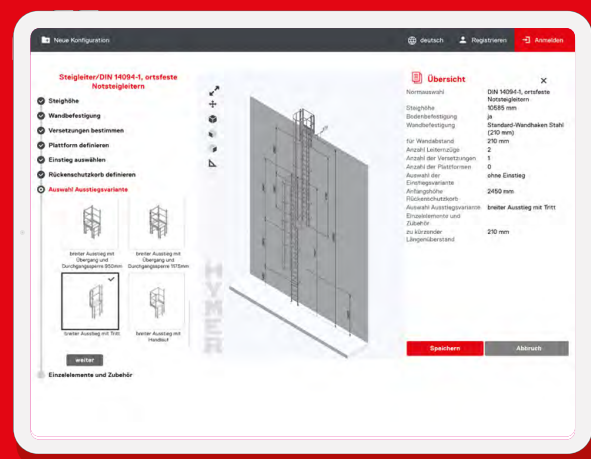 Neue Konfiguration
deutsch
Registrieren
Anmelden
Steigleiter/DIN 14094-1, ortsfeste
Notsteigleitern
Steighöhe
Wandbefestigung
Versetzungen bestimmen
Plattform definieren
Einstieg auswählen
Rückenschutzkorb definieren
Auswahl Ausstiegsvariante
breiter Ausstieg mit
Übergang und
Durchgangssperre 950mm
breiter Ausstieg mit
Übergang und
Durchgangssperre 1175mm
breiter Ausstieg mit Tritt
breiter Ausstieg mit
Handlauf
weiter
Einzelelemente und Zubehör
HYMER
Übersicht
Normauswahl DIN 14094-1, ortsfeste
Notsteigleitern
Steighöhe 10585 mm
Bodenbefestigung ja
Wandbefestigung Standard-Wandhaken Stahl
(210 mm)
für Wandabstand 210 mm
Anzahl Leiternzüge 2
Anzahl der Versetzungen 1
Anzahl der Plattformen 0
Auswahl der ohne Einstieg
Einstiegsvariante
Anfangshöhe 2450 mm
Rückenschutzkorb
Auswahl Ausstiegsvariante breiter Ausstieg mit Tritt
Einzelelemente und
Zubehör
zu kürzender 210 mm
Längenüberstand
Speichern
Abbruch